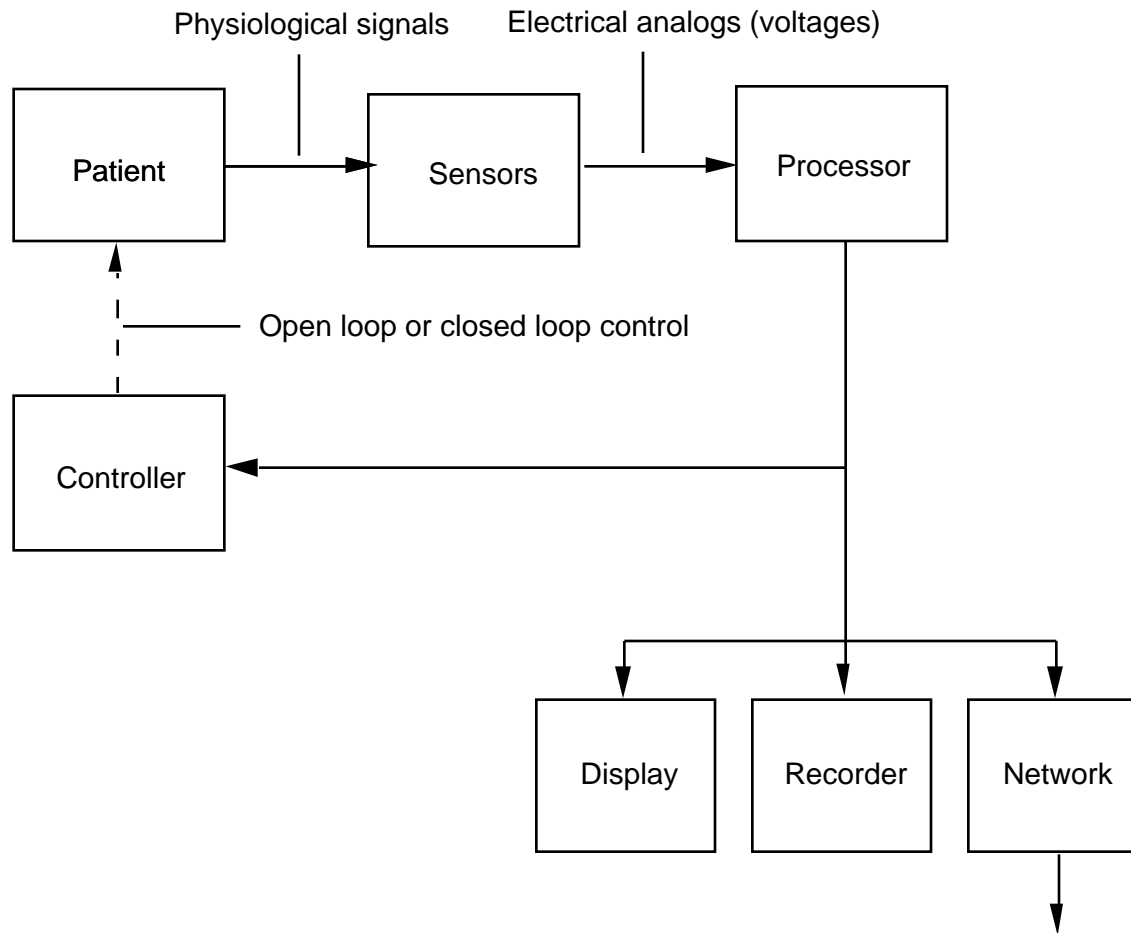 Physiological signals
Electrical analogs (voltages)
Patient
Sensors
Processor
Open loop or closed loop control
Controller
Display
Recorder
Network